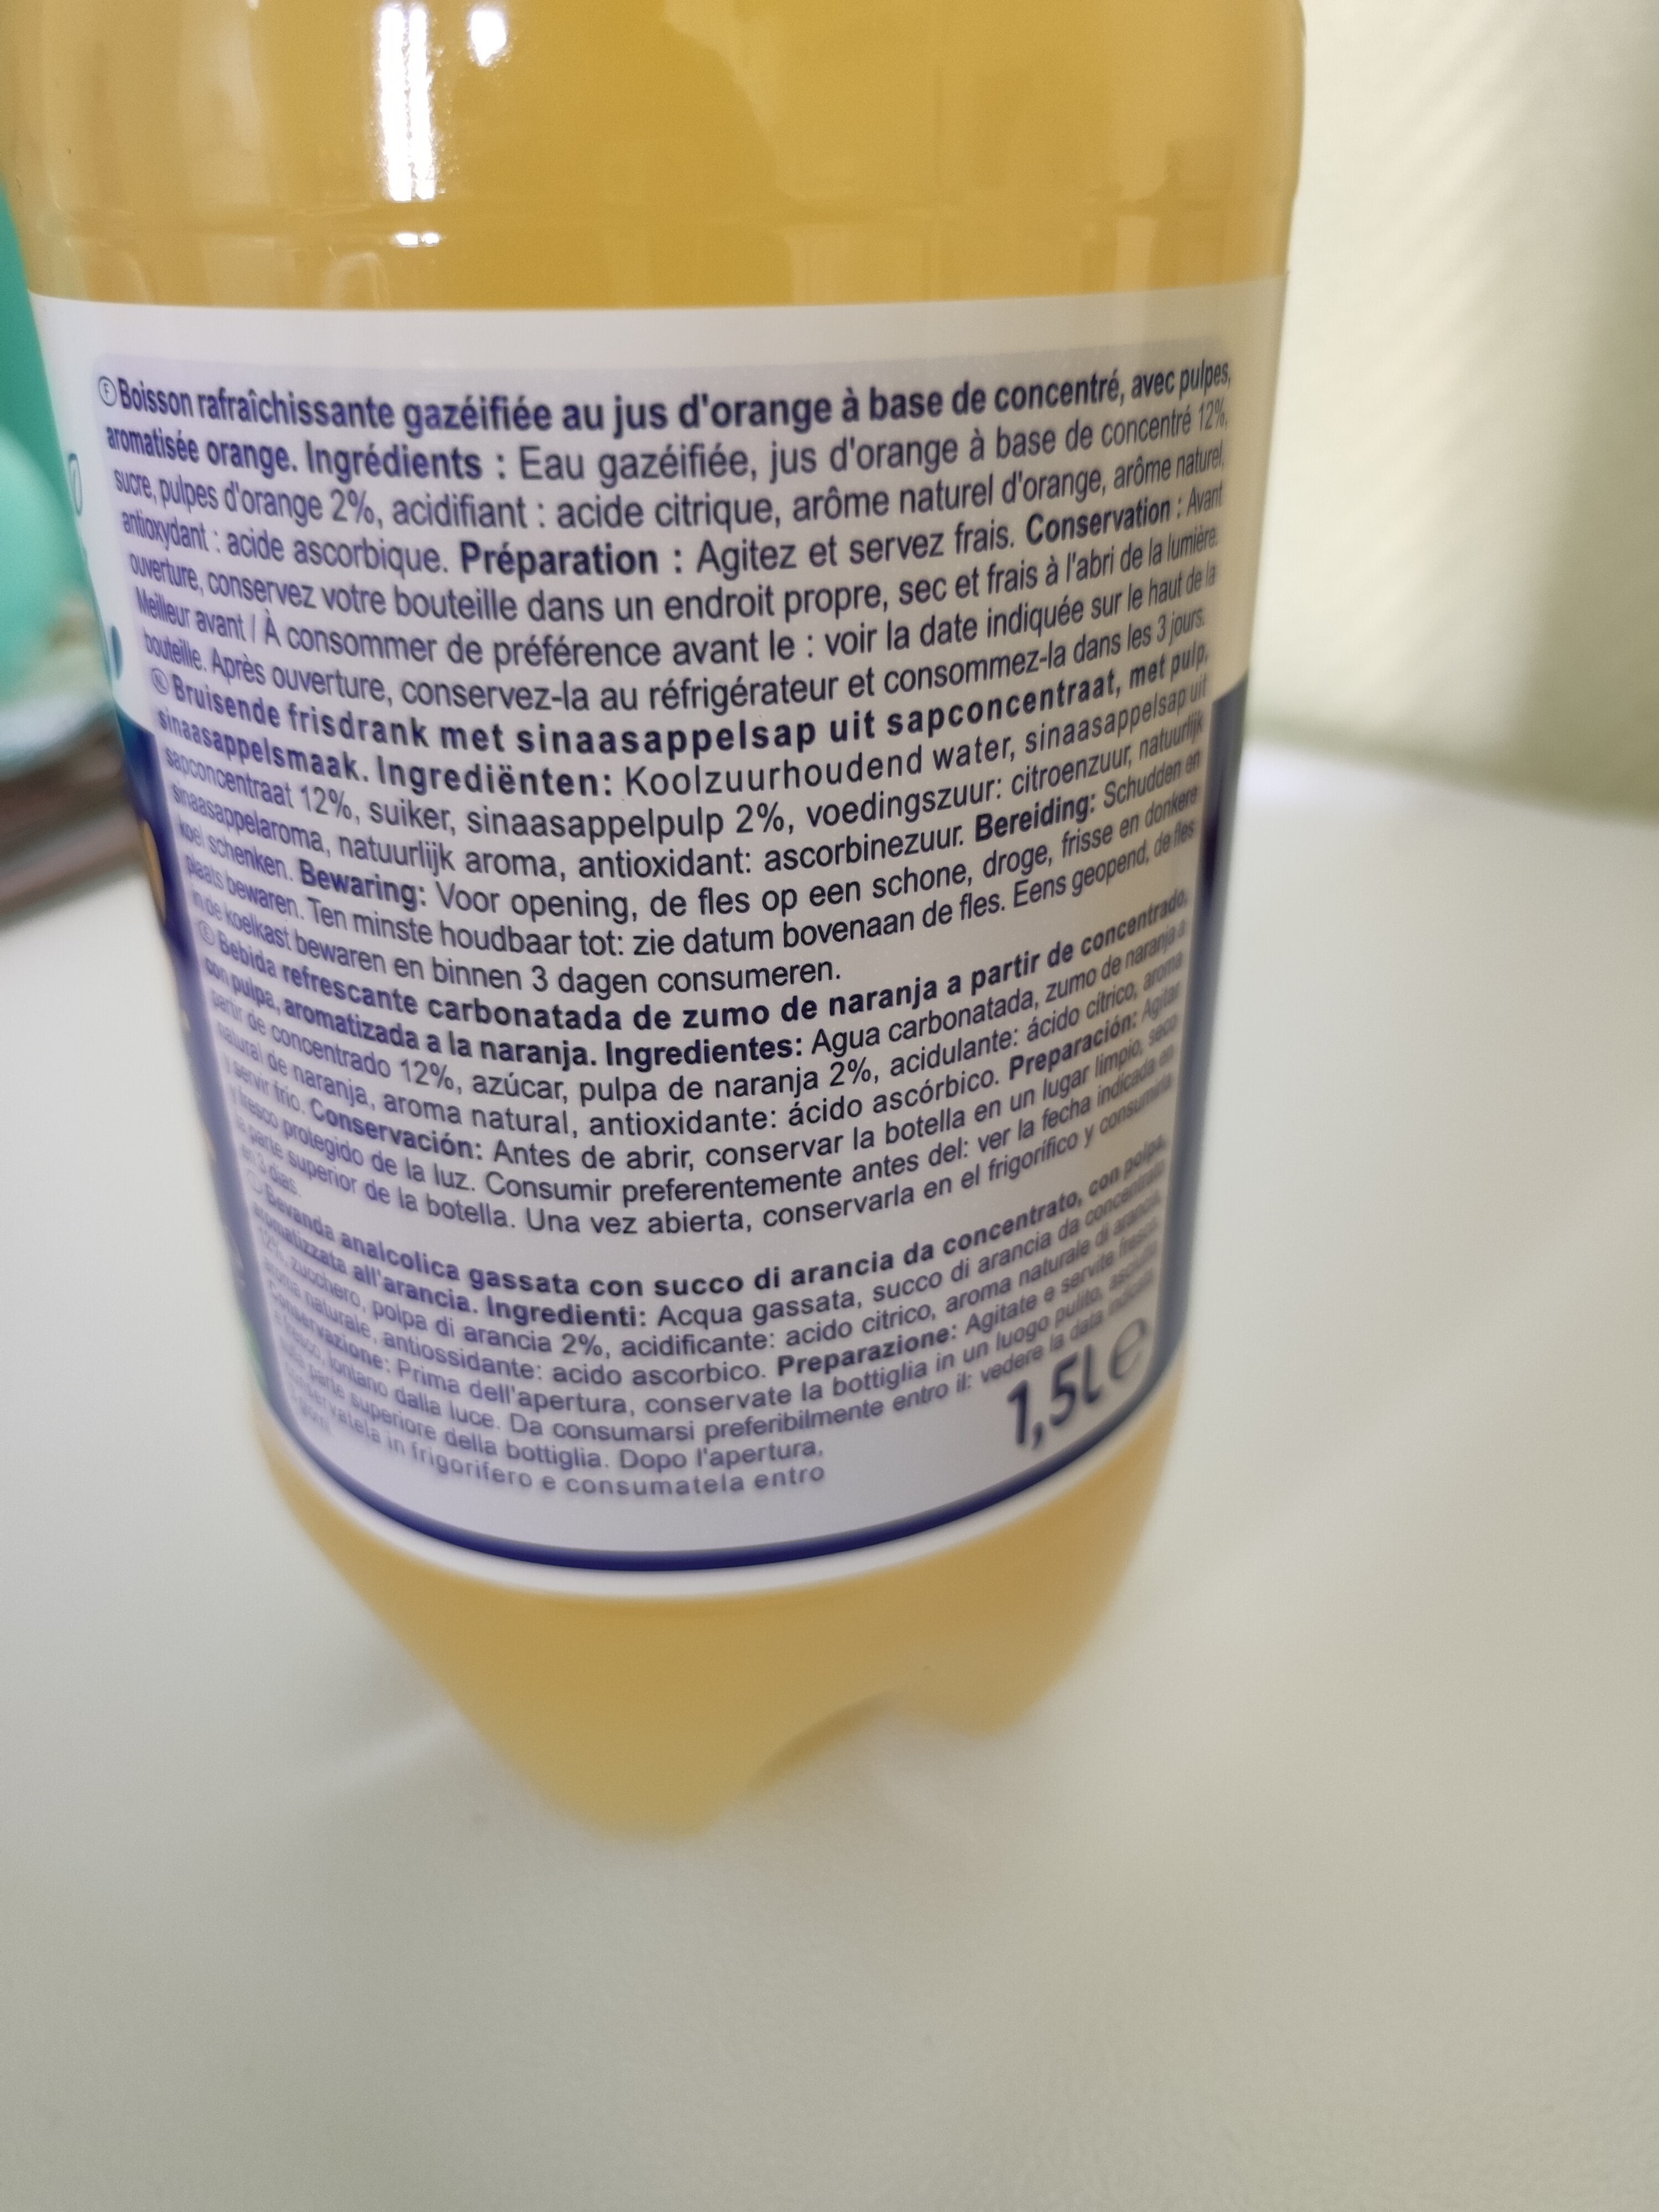 Ⓕ Boisson rafraîchissante gazéifiée au jus d'orange à base de concentré, avec pulpes,
aromatisée orange. Ingrédients : Eau gazéifiée, jus d'orange à base de concentré 12%,
sucre, pulpes d'orange 2%, acidifiant : acide citrique, arôme naturel d'orange, arôme naturel,
antioxydant : acide ascorbique. Préparation : Agitez et servez frais. Conservation : Avant
ouverture, conservez votre bouteille dans un endroit propre, sec et frais à l'abri de la lumière.
Meilleur avant / À consommer de préférence avant le : voir la date indiquée sur le haut de la
bouteille. Après ouverture, conservez-la au réfrigérateur et consommez-la dans les 3 jours.
Bruisende frisdrank met sinaasappelsap uit sapconcentraat, met pulp,
sinaasappelsmaak. Ingrediënten: Koolzuurhoudend water, sinaasappelsap uit
sapconcentraat 12%, suiker, sinaasappelpulp 2%, voedingszuur: citroenzuur, natuurlijk
sinaasappelaroma, natuurlijk aroma, antioxidant: ascorbinezuur. Bereiding: Schudden en
koel schenken. Bewaring: Voor opening, de fles op een schone, droge, frisse en donkere
plaats bewaren. Ten minste houdbaar tot: zie datum bovenaan de fles. Eens geopend, de fles
in de koelkast bewaren en binnen 3 dagen consumeren.
Ⓔ Bebida refrescante carbonatada de zumo de naranja a partir de concentrado,
con pulpa, aromatizada a la naranja. Ingredientes: Agua carbonatada, zumo de naranja a
partir de concentrado 12%, azúcar, pulpa de naranja 2%, acidulante: ácido cítrico, aroma
natural de naranja, aroma natural, antioxidante: ácido ascórbico. Preparación: Agitar
y servir frío. Conservación: Antes de abrir, conservar la botella en un lugar limpio, seco
y fresco protegido de la luz. Consumir preferentemente antes del: ver la fecha indicada en
la parte superior de la botella. Una vez abierta, conservarla en el frigorífico y consumirla
en 3 días.
Bevanda analcolica gassata con succo di arancia da concentrato, con polpa,
aromatizzata all'arancia. Ingredienti: Acqua gassata, succo di arancia da concentrato
12%, zucchero, polpa di arancia 2%, acidificante: acido citrico, aroma naturale di arancia,
aroma naturale, antiossidante: acido ascorbico. Preparazione: Agitate e servite fresco.
Conservazione: Prima dell'apertura, conservate la bottiglia in un luogo pulito, asciutto
e fresco, lontano dalla luce. Da consumarsi preferibilmente entro il: vedere la data indicata
sulla parte superiore della bottiglia. Dopo l'apertura,
conservatela in frigorifero e consumatela entro
1,5L e